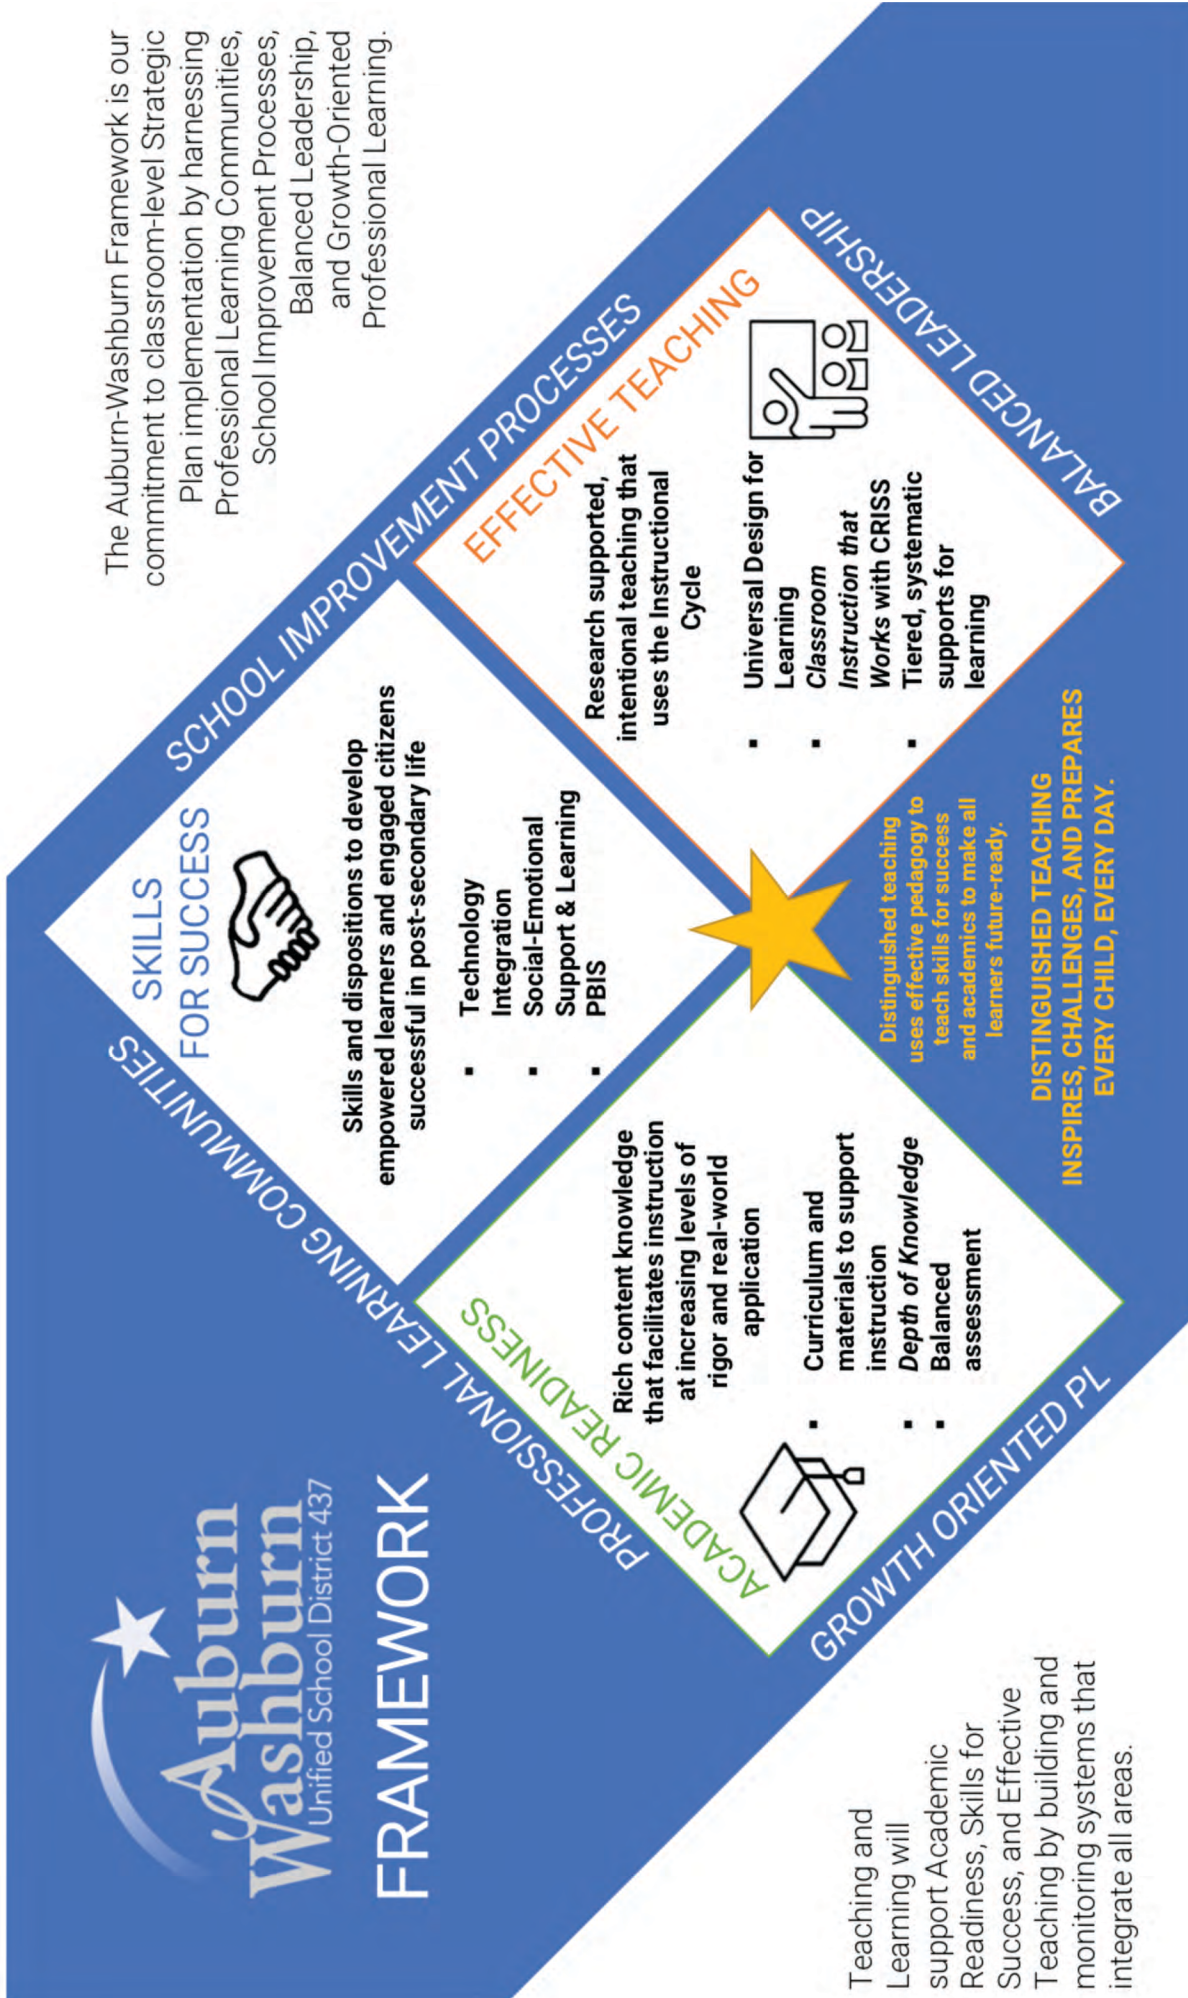 Auburn
Washburn
Unified School District 437
FRAMEWORK
The Auburn-Washburn Framework is our
commitment to classroom-level Strategic
Plan implementation by harnessing
Professional Learning Communities,
School Improvement Processes,
Balanced Leadership,
and Growth-Oriented
Professional Learning.
PROFESSIONAL LEARNING COMMUNITIES
SCHOOL IMPROVEMENT PROCESSES
SKILLS
FOR SUCCESS
Skills and dispositions to develop
empowered learners and engaged citizens
successful in post-secondary life
▪ Technology
Integration
▪ Social-Emotional
Support & Learning
▪ PBIS
ACADEMIC READINESS
Rich content knowledge
that facilitates instruction
at increasing levels of
rigor and real-world
application
▪ Curriculum and
materials to support
instruction
▪ Depth of Knowledge
▪ Balanced
assessment
EFFECTIVE TEACHING
Research supported,
intentional teaching that
uses the Instructional
Cycle
▪ Universal Design for
Learning
▪ Classroom
Instruction that
Works with CRISS
▪ Tiered, systematic
supports for
learning
GROWTH ORIENTED PL
BALANCED LEADERSHIP
Distinguished teaching
uses effective pedagogy to
teach skills for success
and academics to make all
learners future-ready.
DISTINGUISHED TEACHING
INSPIRES, CHALLENGES, AND PREPARES
EVERY CHILD, EVERY DAY.
Teaching and
Learning will
support Academic
Readiness, Skills for
Success, and Effective
Teaching by building and
monitoring systems that
integrate all areas.